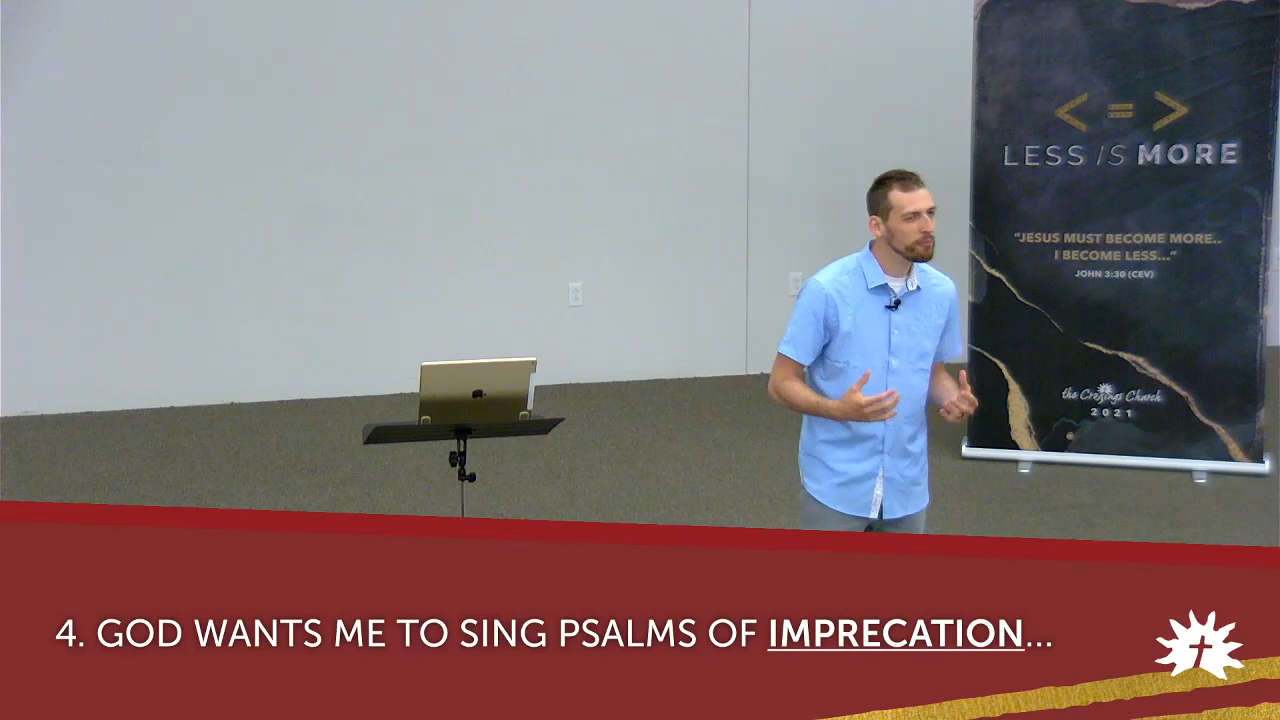 < = >
LESS IS MORE
“JESUS MUST BECOME MORE..
I BECOME LESS...”
JOHN 3:30 (CEV)
the Crossings Church
2021
4. GOD WANTS ME TO SING PSALMS OF IMPRECATION...